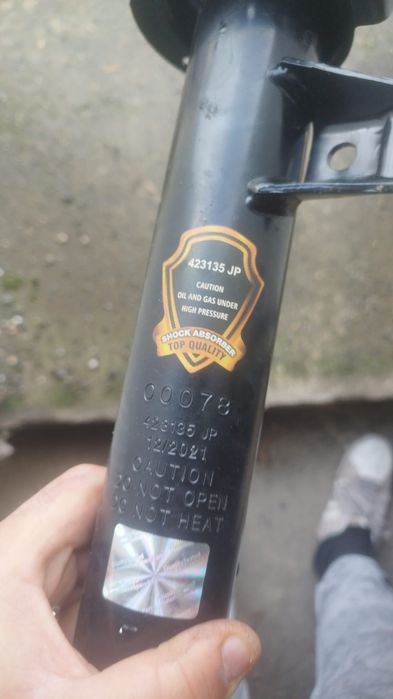 423135 JP
CAUTION
OIL AND GAS UNDER
HIGH PRESSURE
SHOCK ABSORBER
TOP QUALITY
00078
423135 JP
12/2021
CAUTION
DO NOT OPEN
DO NOT HEAT